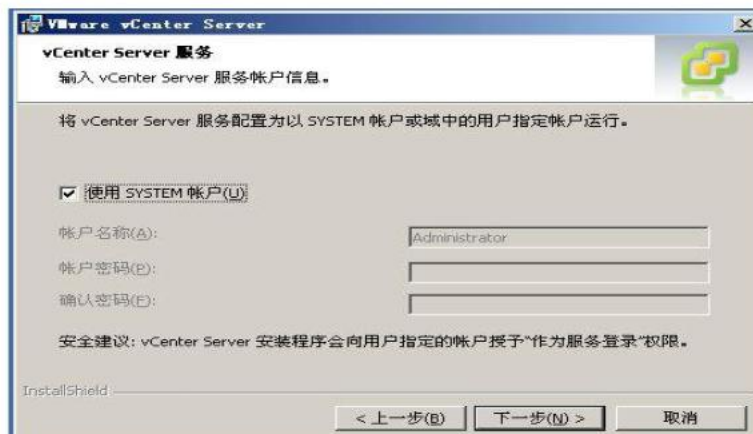 VMware vCenter Server
vCenter Server 服务
输入 vCenter Server 服务帐户信息。
将 vCenter Server 服务配置为以 SYSTEM 帐户或域中的用户指定帐户运行。
使用 SYSTEM 帐户(U)
帐户名称(A): Administrator
帐户密码(P):
确认密码(F):
安全建议: vCenter Server 安装程序会向用户指定的帐户授予"作为服务登录"权限。
InstallShield
< 上一步(B) 下一步(N) > 取消